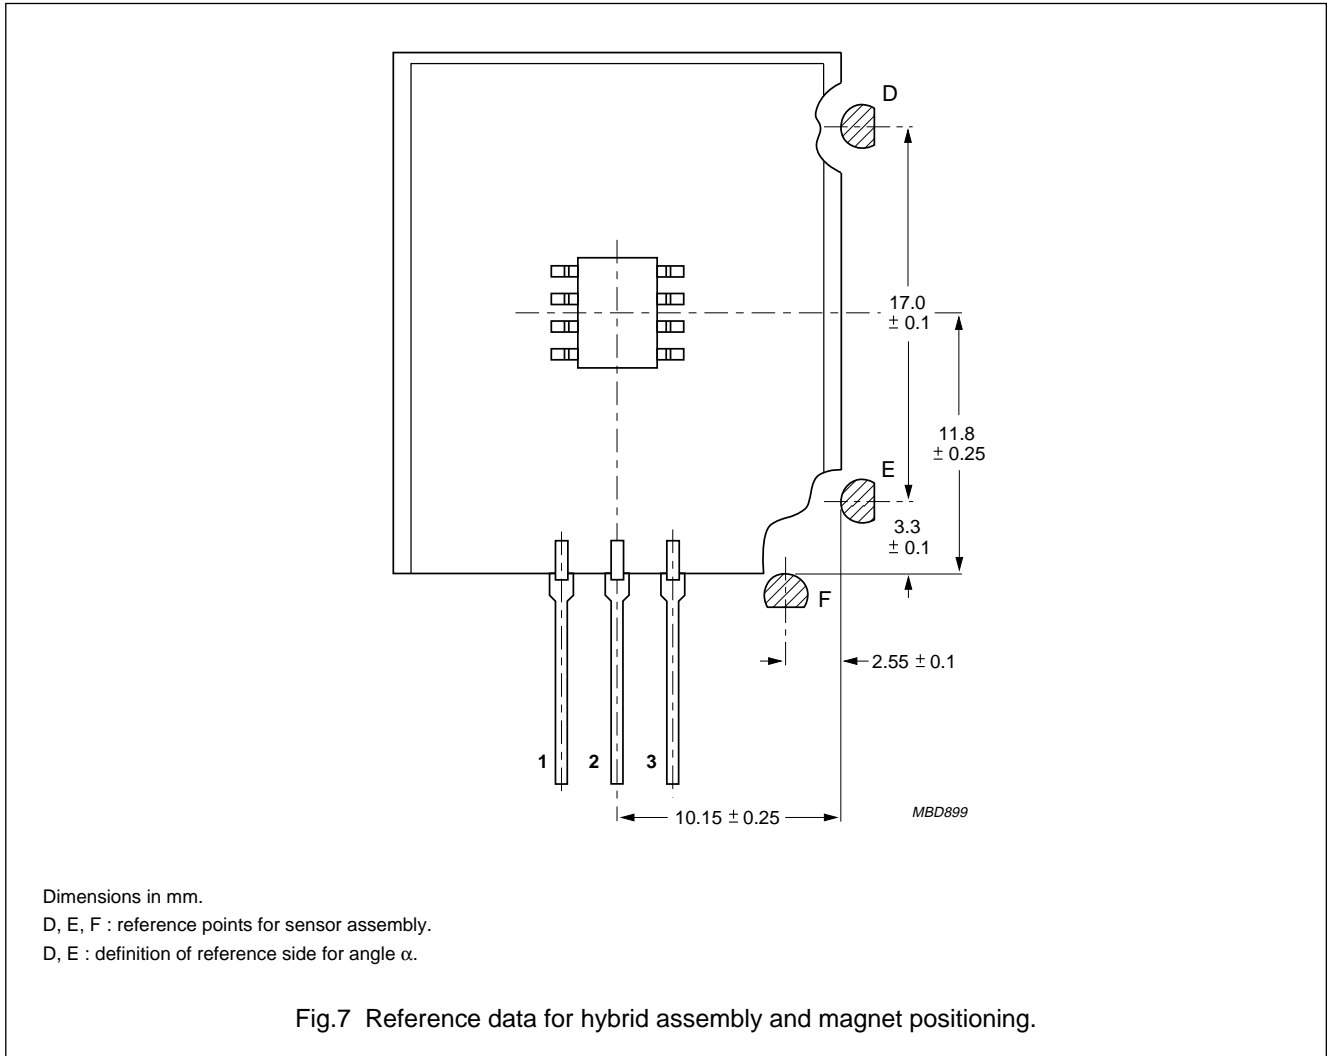 D
17.0
± 0.1
11.8
± 0.25
E
3.3
± 0.1
F
2.55 ± 0.1
1 2 3
10.15 ± 0.25
MBD899
Dimensions in mm.
D, E, F : reference points for sensor assembly.
D, E : definition of reference side for angle α.
Fig.7 Reference data for hybrid assembly and magnet positioning.